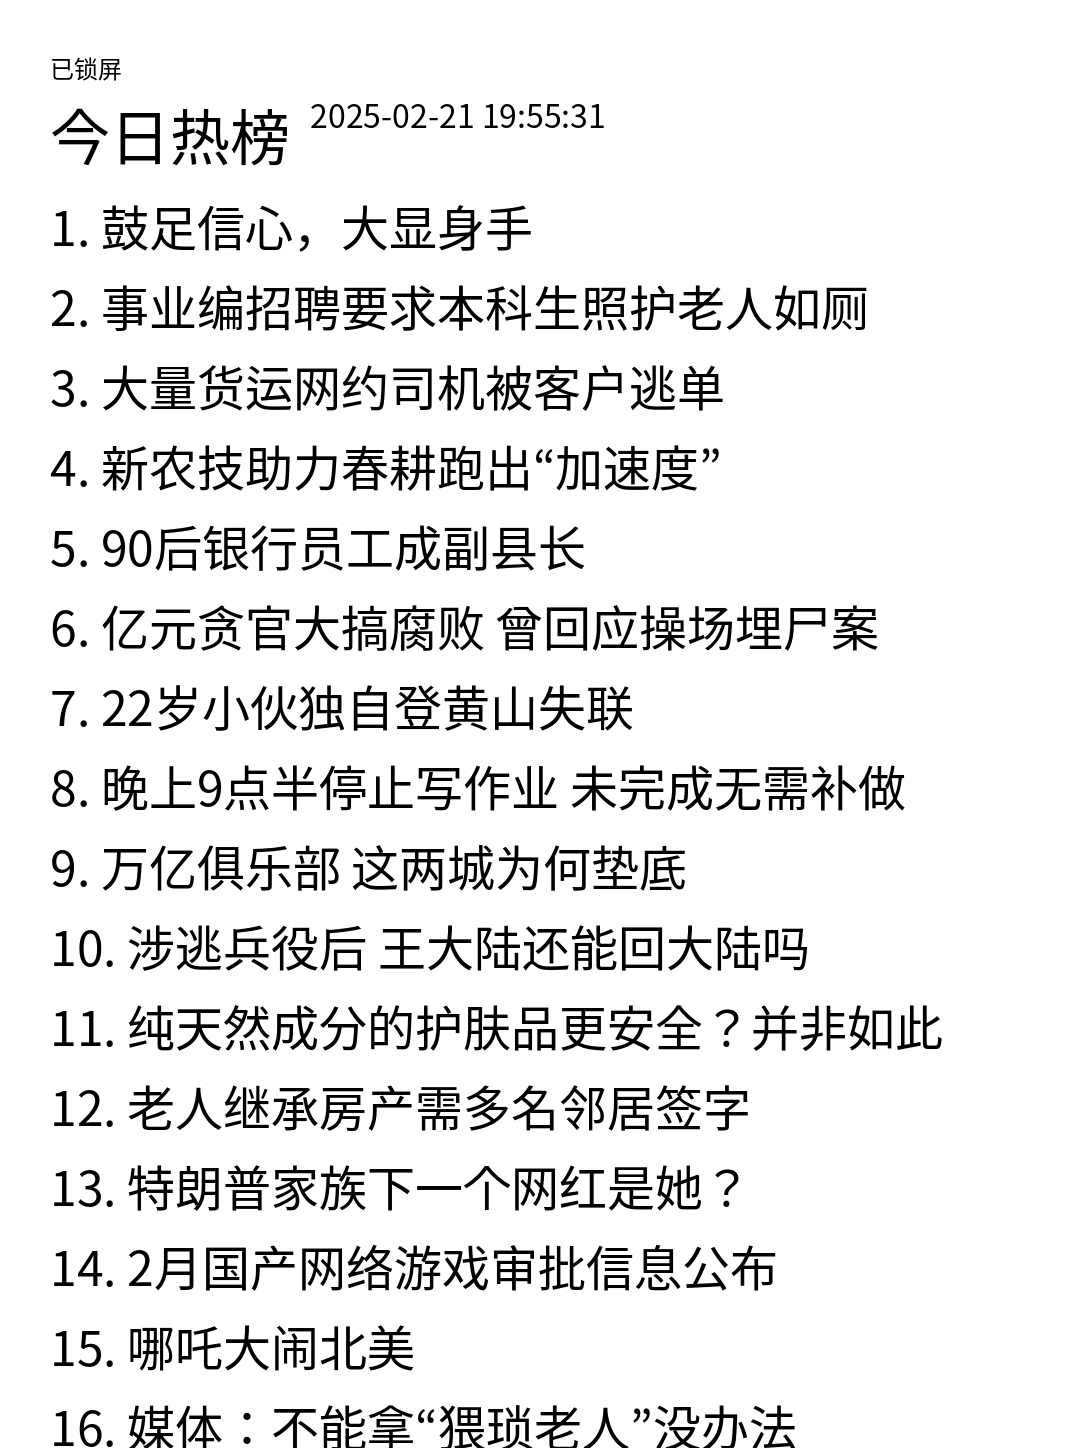 已锁屏
今日热榜 2025-02-21 19:55:31
1. 鼓足信心，大显身手
2. 事业编招聘要求本科生照护老人如厕
3. 大量货运网约司机被客户逃单
4. 新农技助力春耕跑出“加速度”
5. 90后银行员工成副县长
6. 亿元贪官大搞腐败 曾回应操场埋尸案
7. 22岁小伙独自登黄山失联
8. 晚上9点半停止写作业 未完成无需补做
9. 万亿俱乐部 这两城为何垫底
10. 涉逃兵役后 王大陆还能回大陆吗
11. 纯天然成分的护肤品更安全？并非如此
12. 老人继承房产需多名邻居签字
13. 特朗普家族下一个网红是她？
14. 2月国产网络游戏审批信息公布
15. 哪吒大闹北美
16. 媒体：不能拿“猥琐老人”没办法